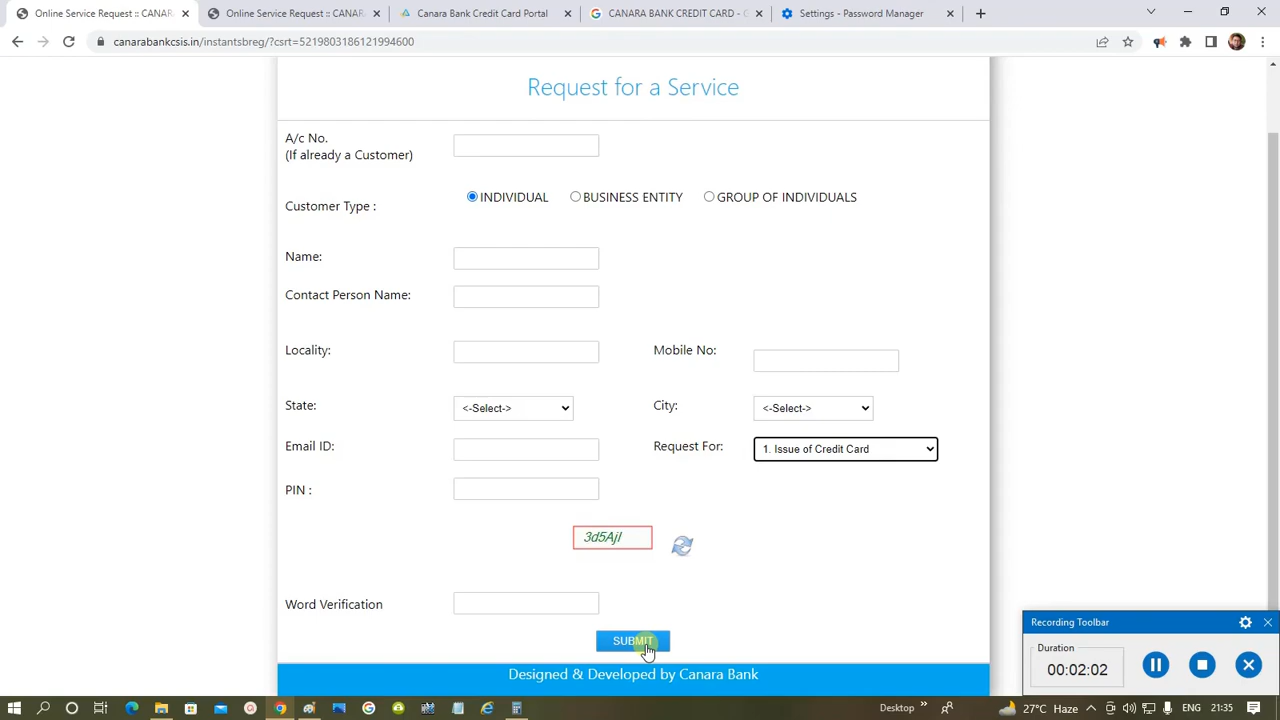 Online Service Request :: CANARA
Online Service Request :: CANARA
Canara Bank Credit Card Portal
CANARA BANK CREDIT CARD - G
Settings - Password Manager
canarabankcsis.in/instantsbreg/?csrt=5219803186121994600
Request for a Service
A/c No.
(If already a Customer)
Customer Type :
INDIVIDUAL
BUSINESS ENTITY
GROUP OF INDIVIDUALS
Name:
Contact Person Name:
Locality:
Mobile No:
State:
<-Select->
City:
<-Select->
Email ID:
Request For:
1. Issue of Credit Card
PIN :
3d5AjI
Word Verification
SUBMIT
Designed & Developed by Canara Bank
Recording Toolbar
Duration
00:02:02
Desktop
27°C Haze
21:35